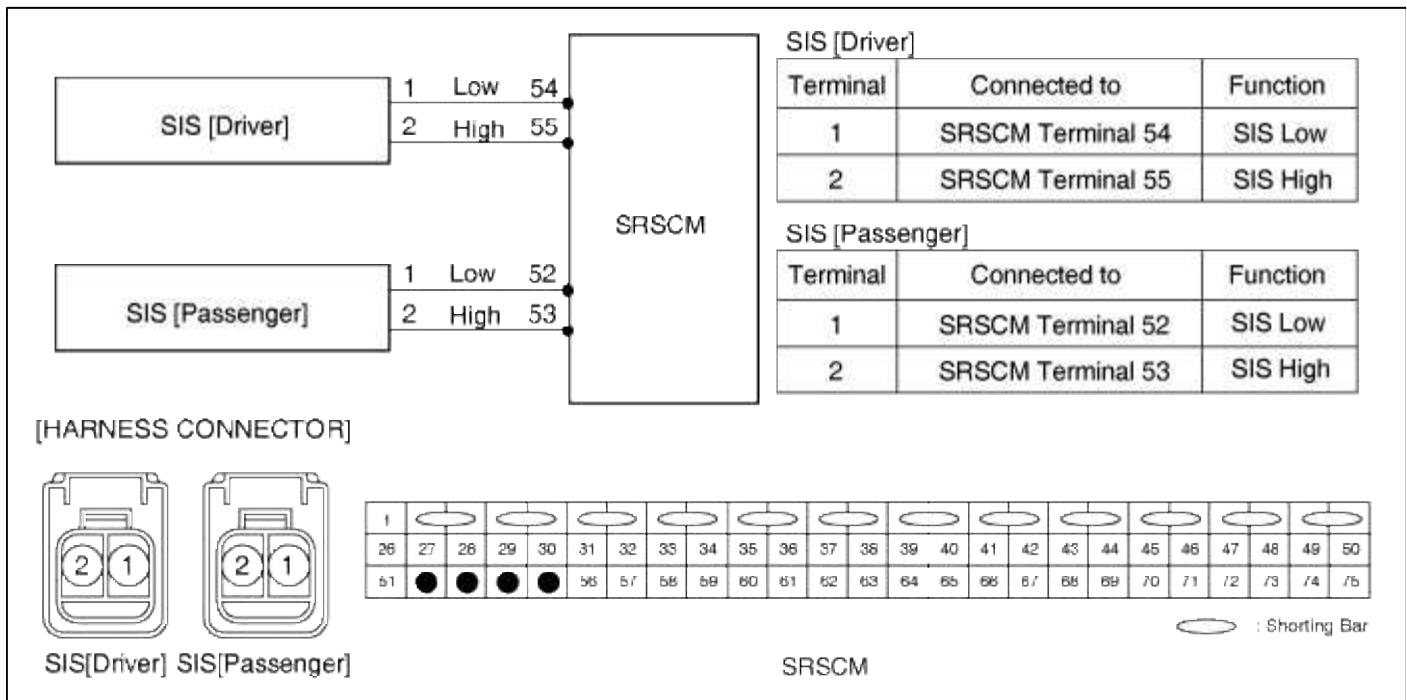 SIS [Driver]
1 Low 54
2 High 55
SIS [Passenger]
1 Low 52
2 High 53
SRSCM
SIS [Driver]
Terminal Connected to Function
1 SRSCM Terminal 54 SIS Low
2 SRSCM Terminal 55 SIS High
SIS [Passenger]
Terminal Connected to Function
1 SRSCM Terminal 52 SIS Low
2 SRSCM Terminal 53 SIS High
[HARNESS CONNECTOR]
2 1
2 1
SIS[Driver] SIS[Passenger]
1
26 27 28 29 30 31 32 33 34 35 36 37 38 39 40 41 42 43 44 45 46 47 48 49 50
51 56 57 58 59 60 61 62 63 64 65 66 67 68 69 70 71 72 73 74 75
: Shorting Bar
SRSCM